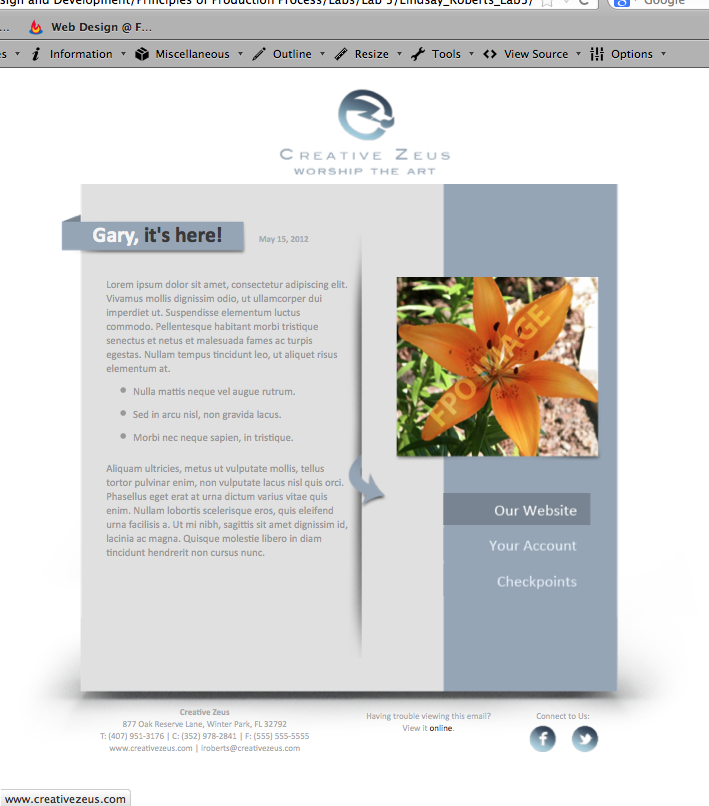 sign and Development/Principles of Production Process/Labs/Lab 5/Lindsay_Roberts_Lab5/
Google
... Web Design @ F...
es Information Miscellaneous Outline Resize Tools View Source Options
CREATIVE ZEUS
WORSHIP THE ART
Gary, it's here!
May 15, 2012
Lorem ipsum dolor sit amet, consectetur adipiscing elit.
Vivamus mollis dignissim odio, ut ullamcorper dui
imperdiet ut. Suspendisse elementum luctus
commodo. Pellentesque habitant morbi tristique
senectus et netus et malesuada fames ac turpis
egestas. Nullam tempus tincidunt leo, ut aliquet risus
elementum at.
Nulla mattis neque vel augue rutrum.
Sed in arcu nisl, non gravida lacus.
Morbi nec neque sapien, in tristique.
Aliquam ultricies, metus ut vulputate mollis, tellus
tortor pulvinar enim, non vulputate lacus nisl quis orci.
Phasellus eget erat at urna dictum varius vitae quis
enim. Nullam lobortis scelerisque eros, quis eleifend
urna facilisis a. Ut mi nibh, sagittis sit amet dignissim id,
lacinia ac magna. Quisque molestie libero in diam
tincidunt hendrerit non cursus nunc.
FPO IMAGE
Our Website
Your Account
Checkpoints
Creative Zeus
877 Oak Reserve Lane, Winter Park, FL 32792
T: (407) 951-3176 | C: (352) 978-2841 | F: (555) 555-5555
www.creativezeus.com | lroberts@creativezeus.com
Having trouble viewing this email?
View it online.
Connect to Us:
www.creativezeus.com